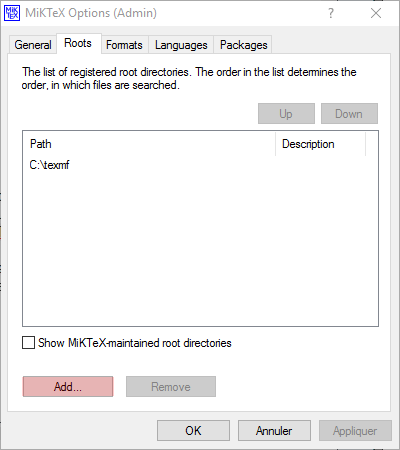 MiKTeX Options (Admin)
General Roots Formats Languages Packages
The list of registered root directories. The order in the list determines the
order, in which files are searched.
Up Down
Path Description
C:\texmf
Show MiKTeX-maintained root directories
Add... Remove
OK Annuler Appliquer